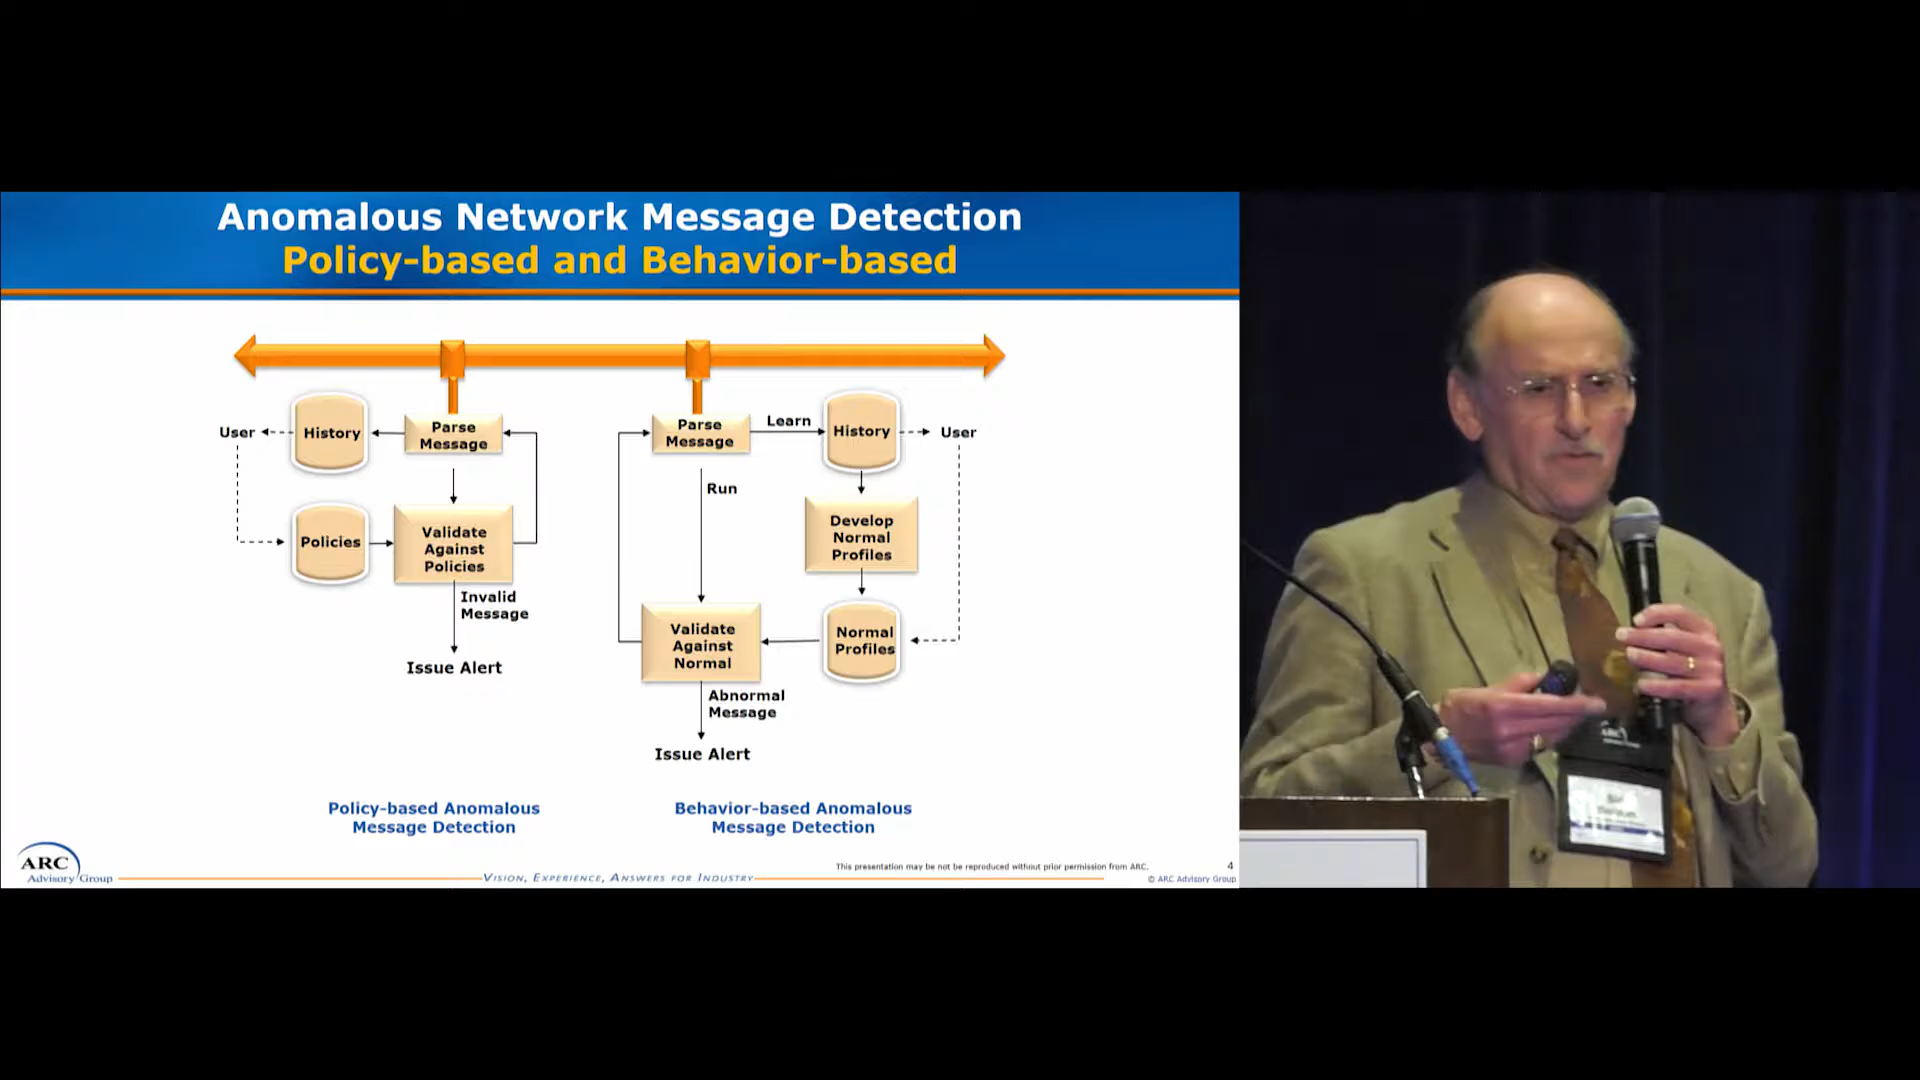 Anomalous Network Message Detection
Policy-based and Behavior-based
User
History
Parse
Message
Policies
Validate
Against
Policies
Invalid
Message
Issue Alert
Policy-based Anomalous
Message Detection
Parse
Message
Learn
History
User
Run
Develop
Normal
Profiles
Validate
Against
Normal
Normal
Profiles
Abnormal
Message
Issue Alert
Behavior-based Anomalous
Message Detection
ARC
Advisory Group
VISION, EXPERIENCE, ANSWERS FOR INDUSTRY
This presentation may be not be reproduced without prior permission from ARC.
4
© ARC Advisory Group
ARC